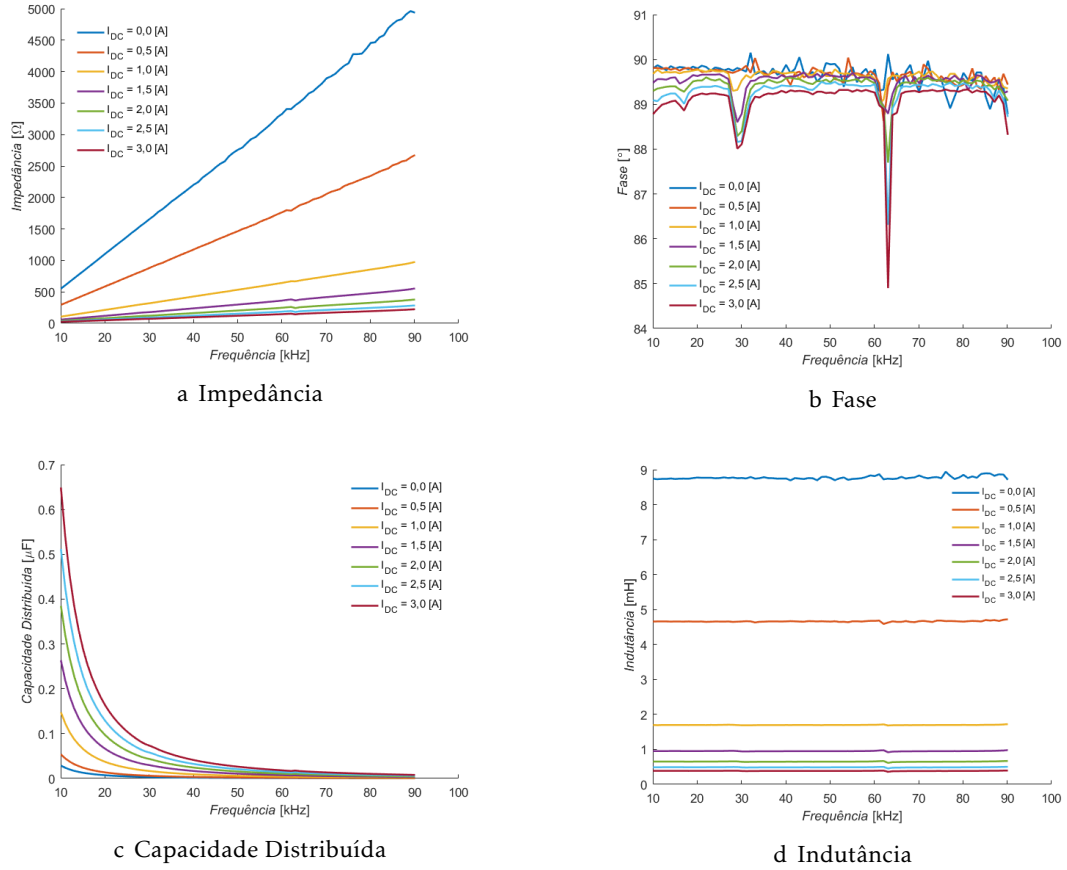 5000
4500
4000
3500
3000
2500
2000
1500
1000
500
0
Impedância [Ω]
I_DC = 0,0 [A]
I_DC = 0,5 [A]
I_DC = 1,0 [A]
I_DC = 1,5 [A]
I_DC = 2,0 [A]
I_DC = 2,5 [A]
I_DC = 3,0 [A]
10 20 30 40 50 60 70 80 90 100
Frequência [kHz]
a Impedância
91
90
89
88
87
86
85
84
Fase [°]
I_DC = 0,0 [A]
I_DC = 0,5 [A]
I_DC = 1,0 [A]
I_DC = 1,5 [A]
I_DC = 2,0 [A]
I_DC = 2,5 [A]
I_DC = 3,0 [A]
10 20 30 40 50 60 70 80 90 100
Frequência [kHz]
b Fase
0.7
0.6
0.5
0.4
0.3
0.2
0.1
0
Capacidade Distribuída [μF]
I_DC = 0,0 [A]
I_DC = 0,5 [A]
I_DC = 1,0 [A]
I_DC = 1,5 [A]
I_DC = 2,0 [A]
I_DC = 2,5 [A]
I_DC = 3,0 [A]
10 20 30 40 50 60 70 80 90 100
Frequência [kHz]
c Capacidade Distribuída
9
8
7
6
5
4
3
2
1
0
Indutância [mH]
I_DC = 0,0 [A]
I_DC = 0,5 [A]
I_DC = 1,0 [A]
I_DC = 1,5 [A]
I_DC = 2,0 [A]
I_DC = 2,5 [A]
I_DC = 3,0 [A]
10 20 30 40 50 60 70 80 90 100
Frequência [kHz]
d Indutância